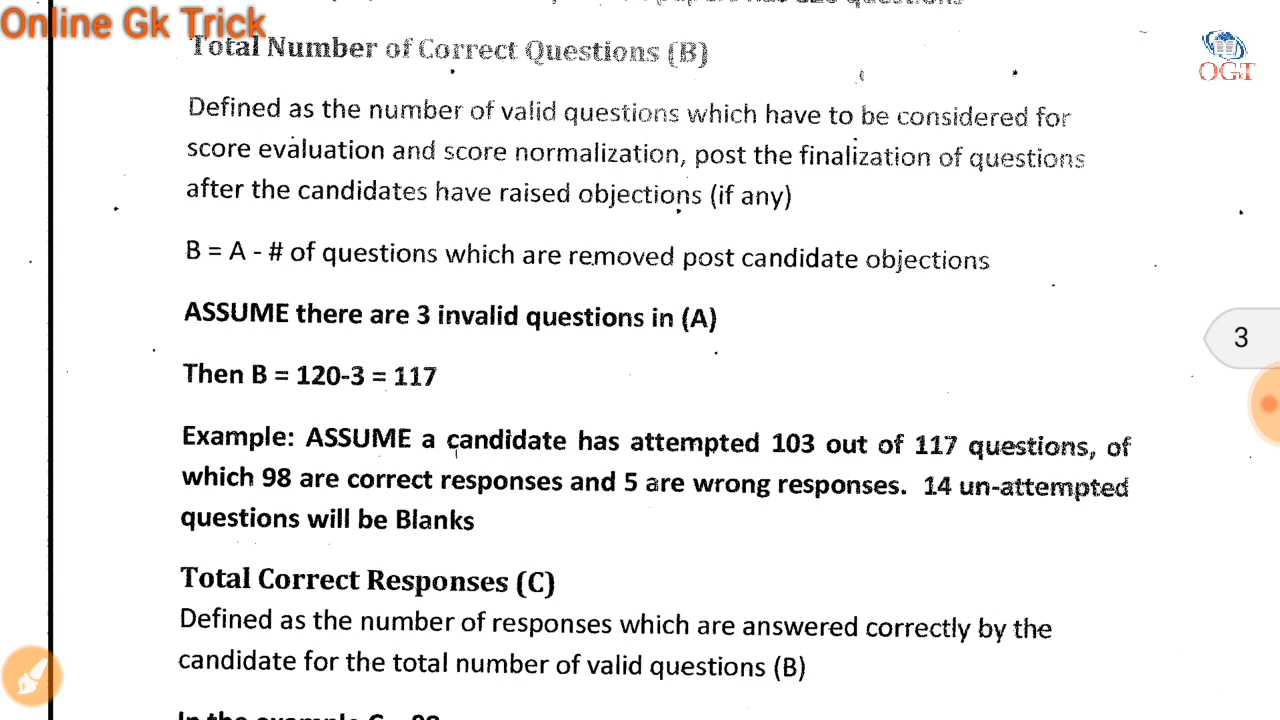 Online Gk Trick
Total Number of Correct Questions (B)
OGT
Defined as the number of valid questions which have to be considered for
score evaluation and score normalization, post the finalization of questions
after the candidates have raised objections (if any)
B = A - # of questions which are removed post candidate objections
ASSUME there are 3 invalid questions in (A)
3
Then B = 120-3 = 117
Example: ASSUME a candidate has attempted 103 out of 117 questions, of
which 98 are correct responses and 5 are wrong responses. 14 un-attempted
questions will be Blanks
Total Correct Responses (C)
Defined as the number of responses which are answered correctly by the
candidate for the total number of valid questions (B)
In the example C